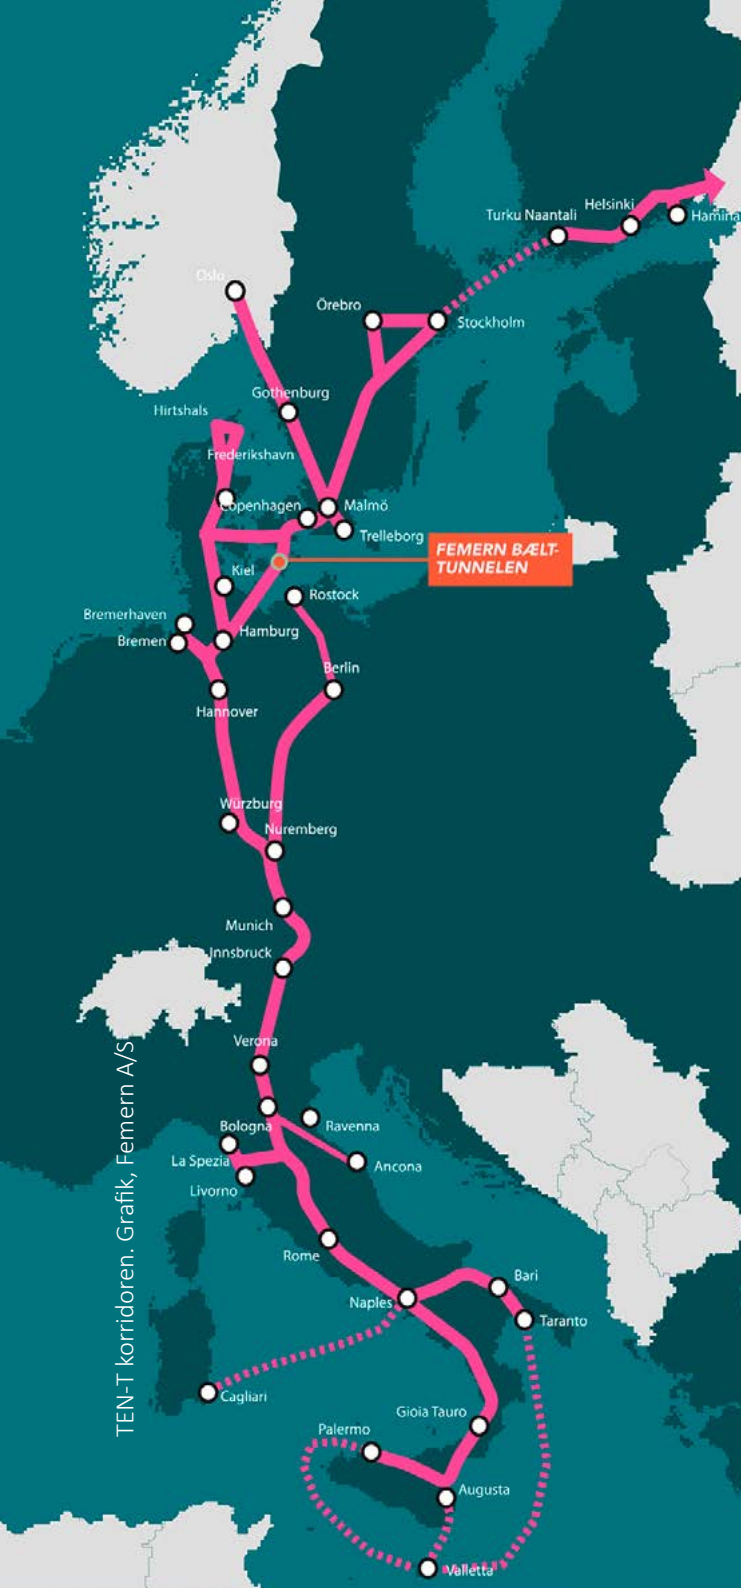 Helsinki
Turku Naantali
Hamina
Oslo
Örebro
Stockholm
Gothenburg
Hirtshals
Frederikshavn
Copenhagen
Malmö
Trelleborg
FEMERN BÆLT-
TUNNELEN
Kiel
Rostock
Bremerhaven
Hamburg
Bremen
Berlin
Hannover
Würzburg
Nuremberg
Munich
Innsbruck
Verona
Bologna
Ravenna
La Spezia
Ancona
Livorno
Rome
Bari
Naples
Taranto
Cagliari
Gioia Tauro
Palermo
Augusta
Valletta
TEN-T korridoren. Grafik, Femern A/S